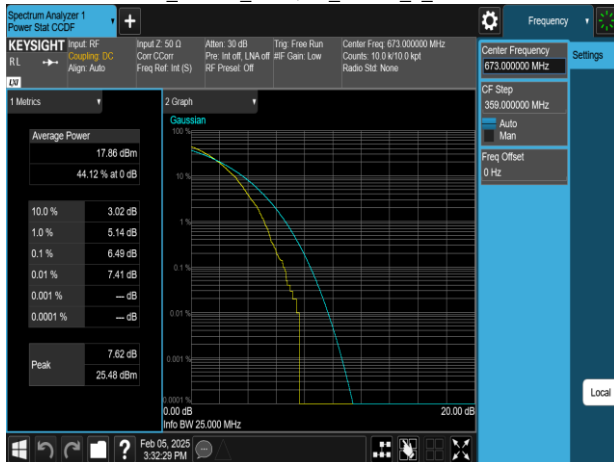 Spectrum Analyzer 1
Power Stat CCDF
Frequency
KEYSIGHT
RL
Input: RF
Coupling: DC
Align: Auto
Input Z: 50 Ω
Corr CCorr
Freq Ref: Int (S)
Atten: 30 dB
Pre: Int off, LNA off
RF Preset: Off
Trig: Free Run
#IF Gain: Low
Center Freq: 673.000000 MHz
Counts: 10.0 k/10.0 kpt
Radio Std: None
Center Frequency
673.000000 MHz
Settings
CF Step
359.000000 MHz
Auto
Man
Freq Offset
0 Hz
Local
1 Metrics
Average Power
17.86 dBm
44.12 % at 0 dB
10.0 % 3.02 dB
1.0 % 5.14 dB
0.1 % 6.49 dB
0.01 % 7.41 dB
0.001 % --- dB
0.0001 % --- dB
Peak
7.62 dB
25.48 dBm
2 Graph
Gaussian
100 %
10 %
1 %
0.1 %
0.01 %
0.001 %
0.0001 %
0.00 dB
20.00 dB
Info BW 25.000 MHz
?
Feb 05, 2025
3:32:29 PM